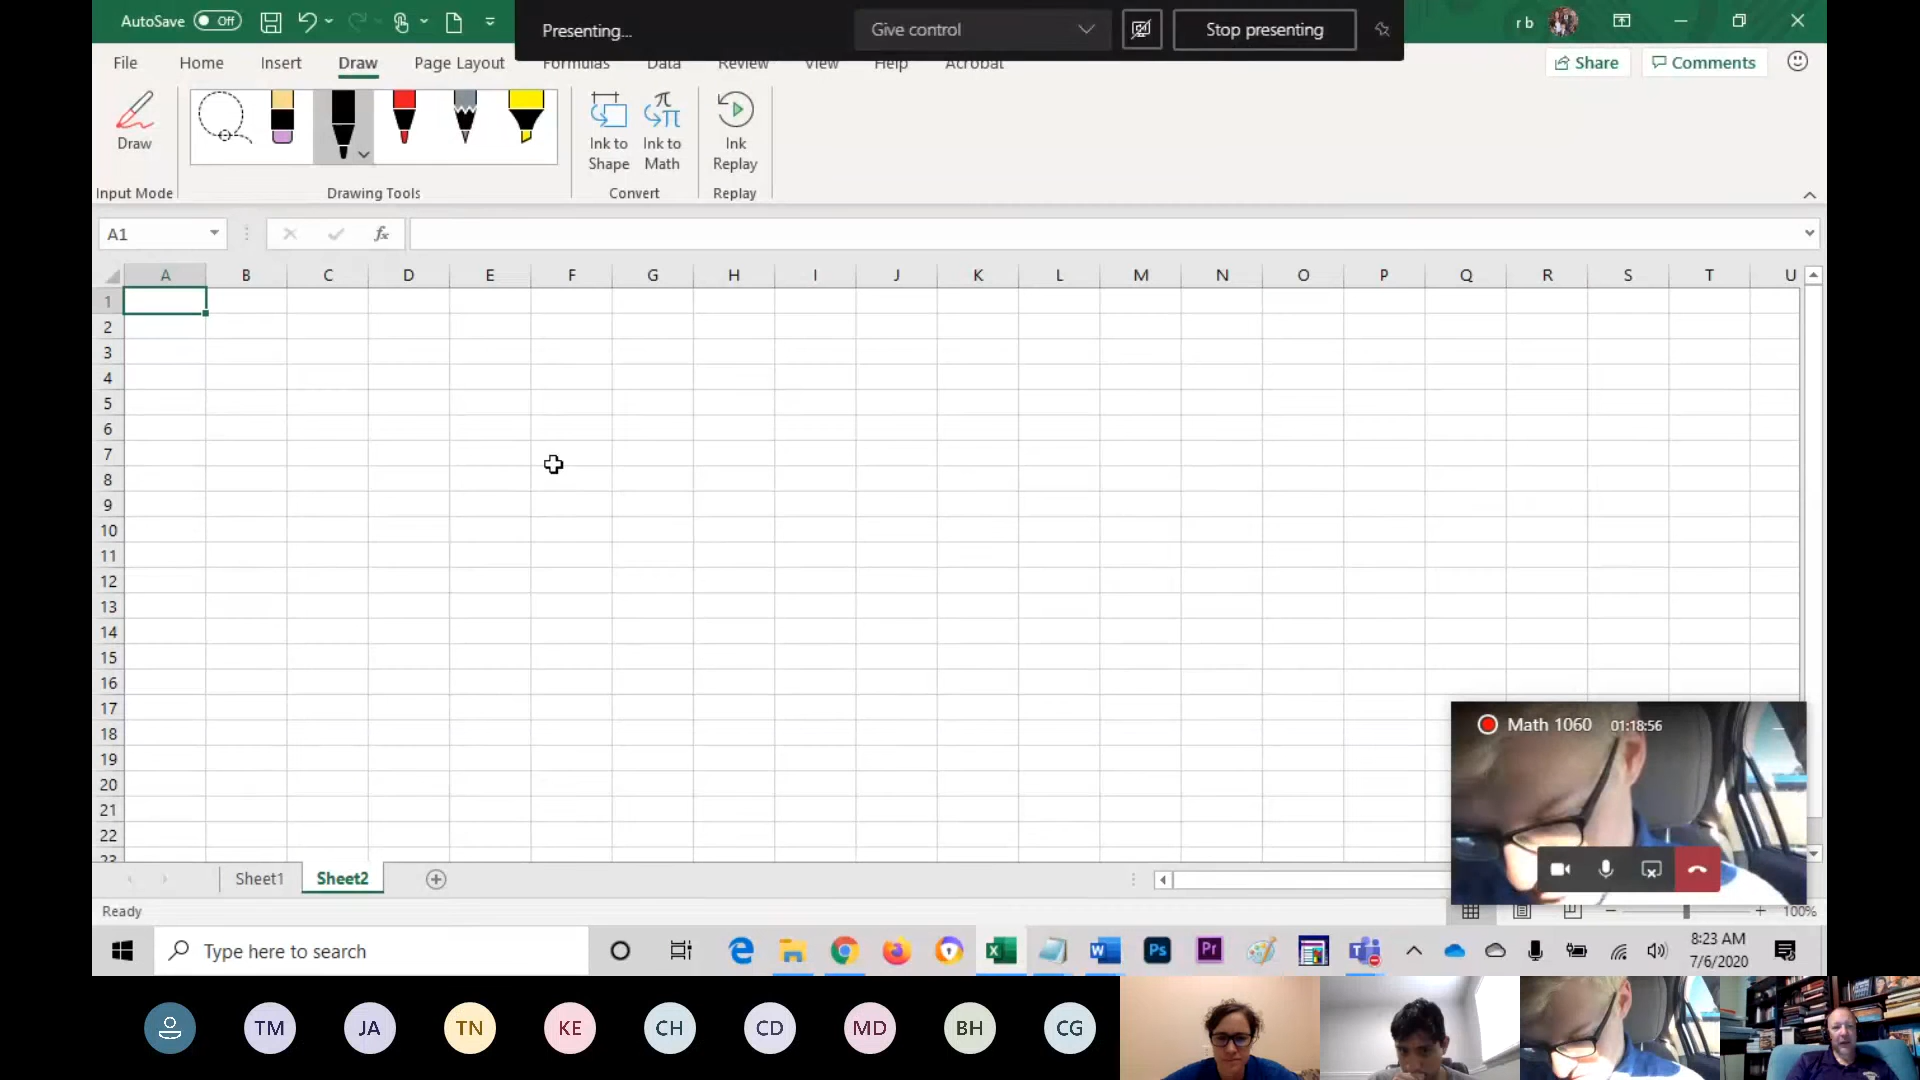 AutoSave Off
Presenting...
Give control
Stop presenting
r b
File Home Insert Draw Page Layout Formulas Data Review View Help Acrobat
Share
Comments
Draw
Ink to Shape
Ink to Math
Ink Replay
Input Mode
Drawing Tools
Convert
Replay
A1
fx
A B C D E F G H I J K L M N O P Q R S T U
1
2
3
4
5
6
7
8
9
10
11
12
13
14
15
16
17
18
19
20
21
22
23
Math 1060 01:18:56
Sheet1 Sheet2
Ready
100%
Type here to search
Ps
Pr
8:23 AM
7/6/2020
TM JA TN KE CH CD MD BH CG